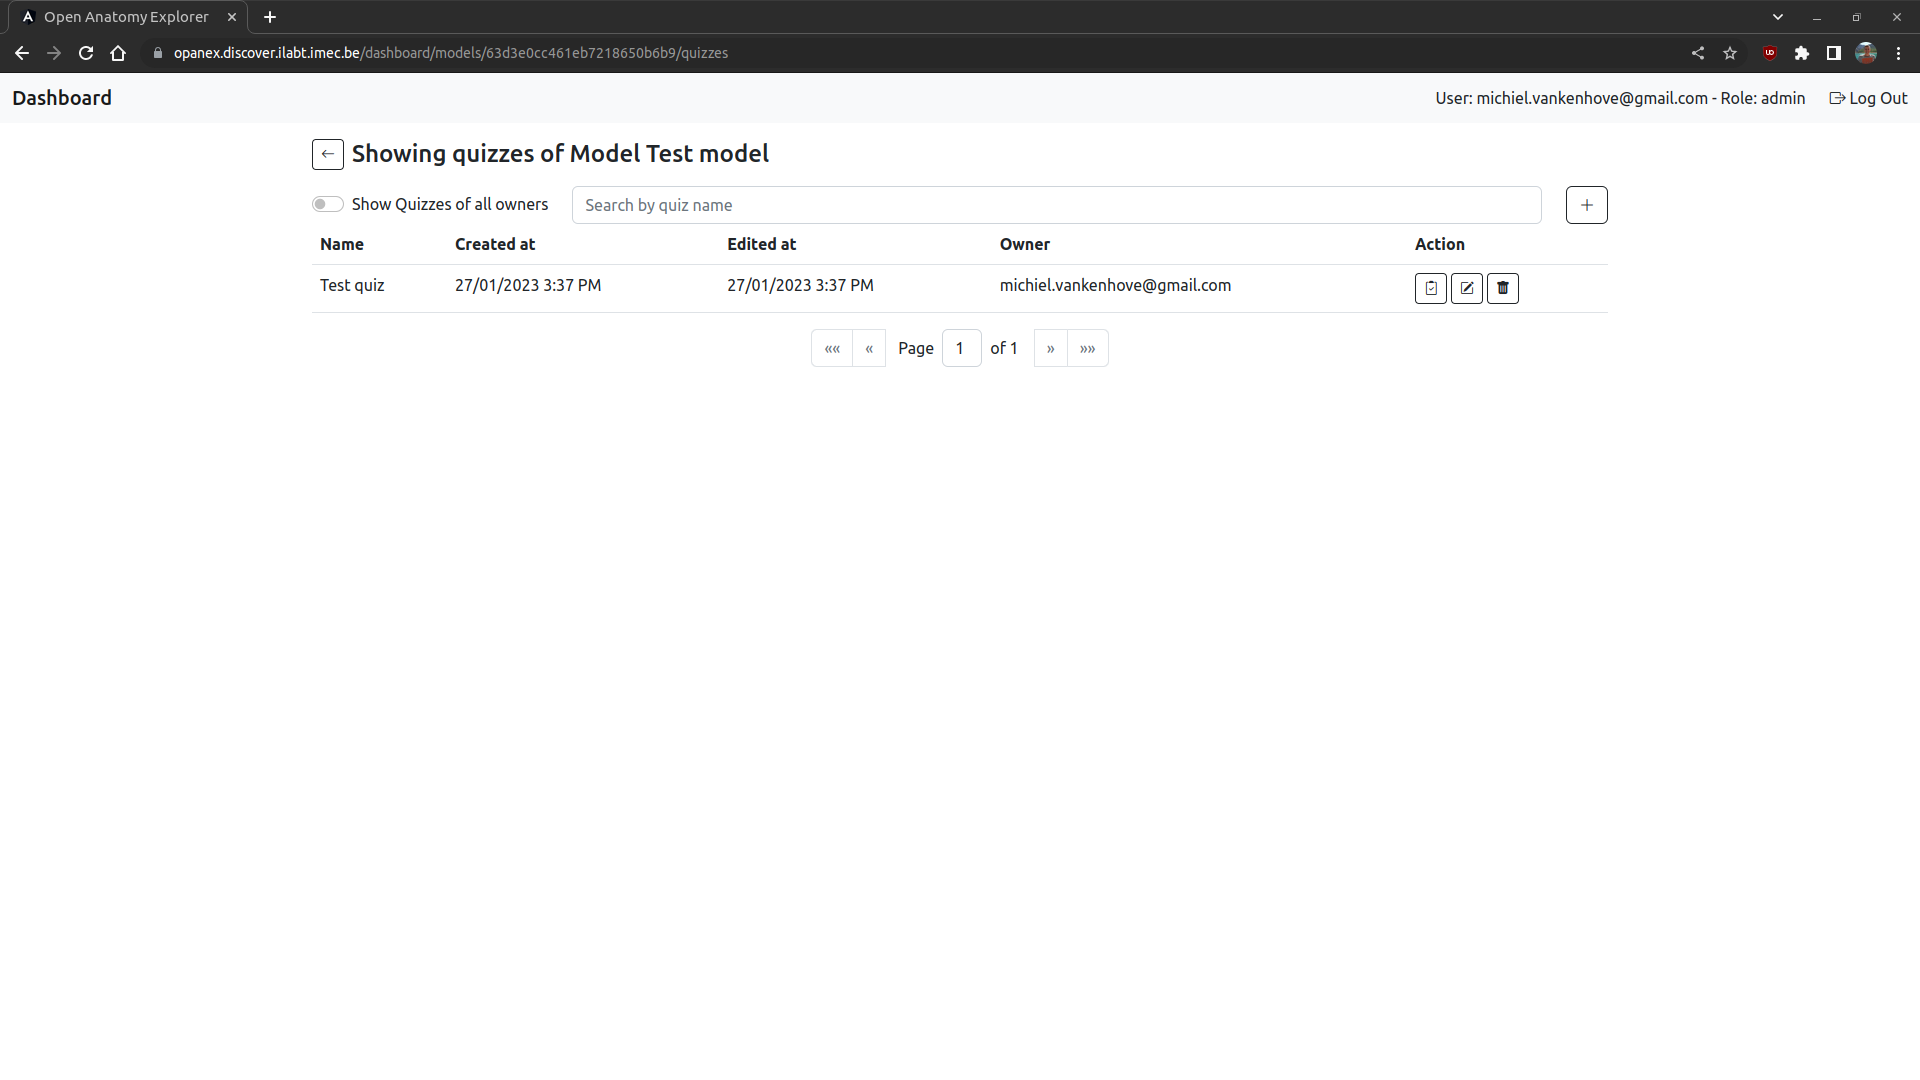 Open Anatomy Explorer
opanex.discover.ilabt.imec.be/dashboard/models/63d3e0cc461eb7218650b6b9/quizzes
Dashboard User: michiel.vankenhove@gmail.com - Role: admin Log Out
Showing quizzes of Model Test model
Show Quizzes of all owners Search by quiz name
Name Created at Edited at Owner Action
Test quiz 27/01/2023 3:37 PM 27/01/2023 3:37 PM michiel.vankenhove@gmail.com
«« « Page 1 of 1 » »»